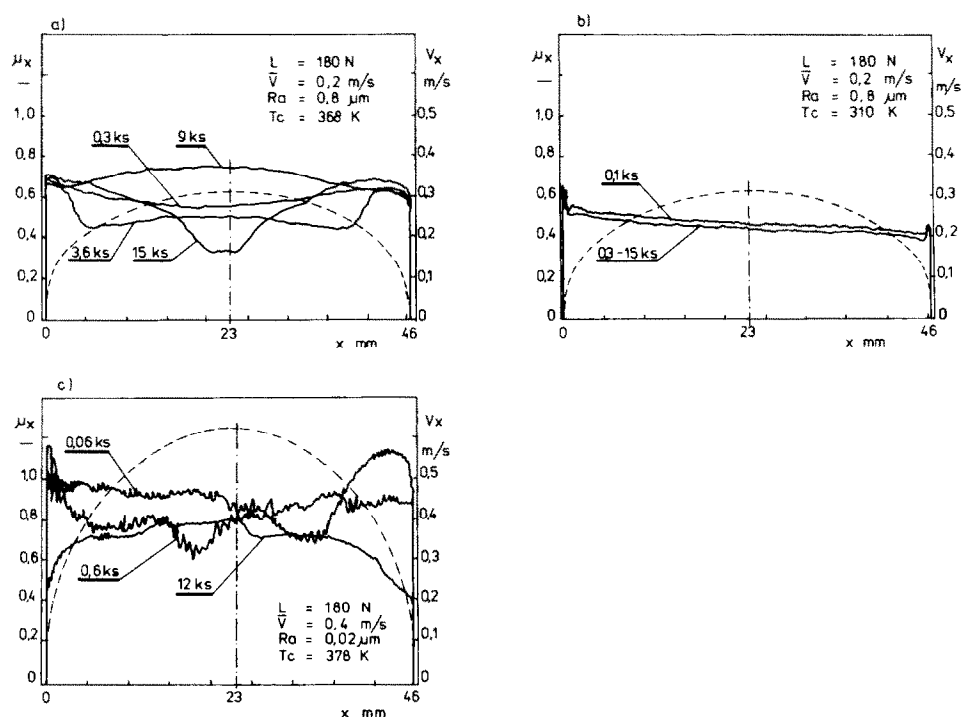 a)
μx
—
1,0
0,8
0,6
0,4
0,2
0
L = 180 N
V̄ = 0,2 m/s
Ra = 0,8 μm
Tc = 368 K
0,3 ks
9 ks
3,6 ks
15 ks
Vx
m/s
0,5
0,4
0,3
0,2
0,1
0
0
23
46
x mm
b)
μx
—
1,0
0,8
0,6
0,4
0,2
0
L = 180 N
V̄ = 0,2 m/s
Ra = 0,8 μm
Tc = 310 K
0,1 ks
0,3-15 ks
Vx
m/s
0,5
0,4
0,3
0,2
0,1
0
0
23
46
x mm
c)
μx
—
1,0
0,8
0,6
0,4
0,2
0
0,06 ks
0,6 ks
12 ks
L = 180 N
V̄ = 0,4 m/s
Ra = 0,02 μm
Tc = 378 K
Vx
m/s
0,5
0,4
0,3
0,2
0,1
0
0
23
46
x mm